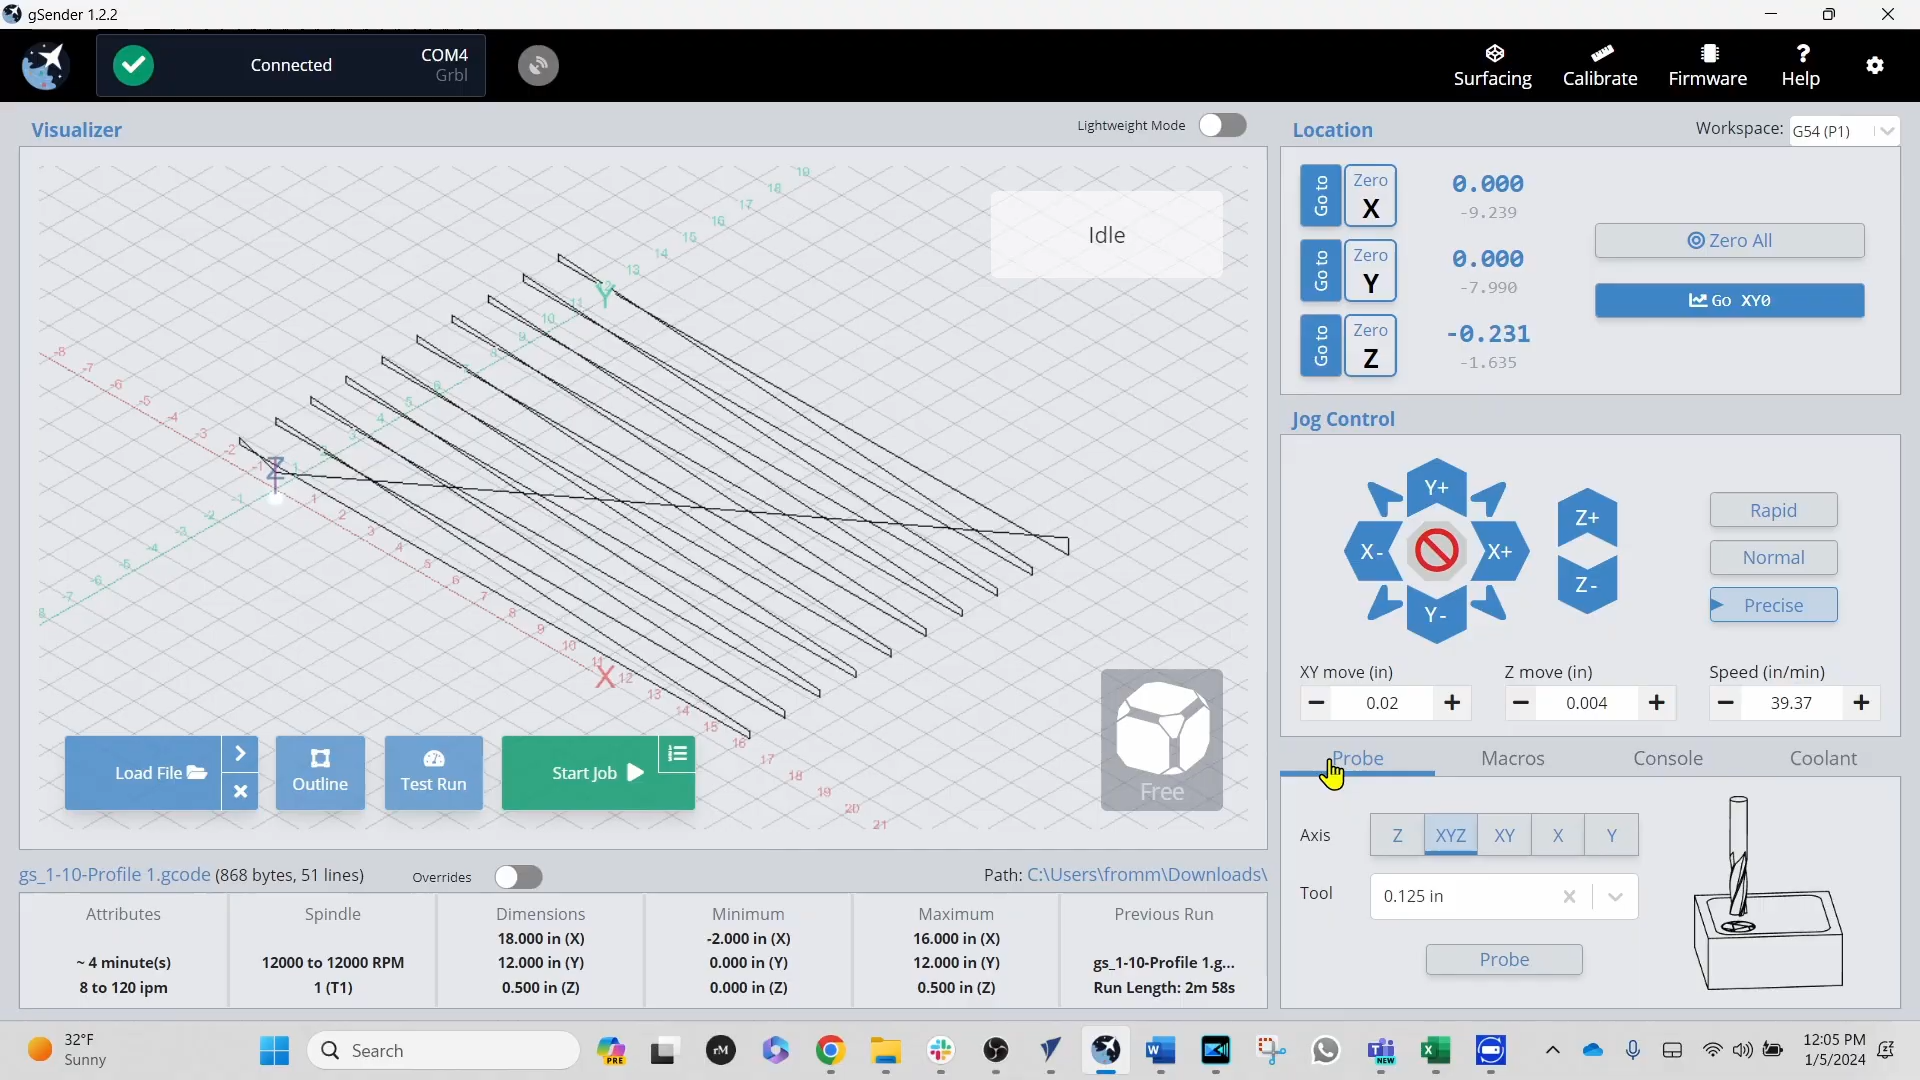 gSender 1.2.2
Connected
COM4
Grbl
Surfacing
Calibrate
Firmware
Help
Visualizer
Lightweight Mode
Location
Workspace:
G54 (P1)
Idle
Go to
Zero
X
0.000
-9.239
Go to
Zero
Y
0.000
-7.990
Go to
Zero
Z
-0.231
-1.635
Zero All
Go XY0
Jog Control
Y+
X-
X+
Y-
Z+
Z-
Rapid
Normal
Precise
XY move (in)
Z move (in)
Speed (in/min)
0.02
0.004
39.37
Y
X
Z
Free
Load File
Outline
Test Run
Start Job
Probe
Macros
Console
Coolant
Axis
Z
XYZ
XY
X
Y
Tool
0.125 in
Probe
gs_1-10-Profile 1.gcode (868 bytes, 51 lines)
Overrides
Path: C:\Users\fromm\Downloads\
Attributes
~ 4 minute(s)
8 to 120 ipm
Spindle
12000 to 12000 RPM
1 (T1)
Dimensions
18.000 in (X)
12.000 in (Y)
0.500 in (Z)
Minimum
-2.000 in (X)
0.000 in (Y)
0.000 in (Z)
Maximum
16.000 in (X)
12.000 in (Y)
0.500 in (Z)
Previous Run
gs_1-10-Profile 1.g...
Run Length: 2m 58s
32°F
Sunny
Search
PRE
rM
NEW
12:05 PM
1/5/2024